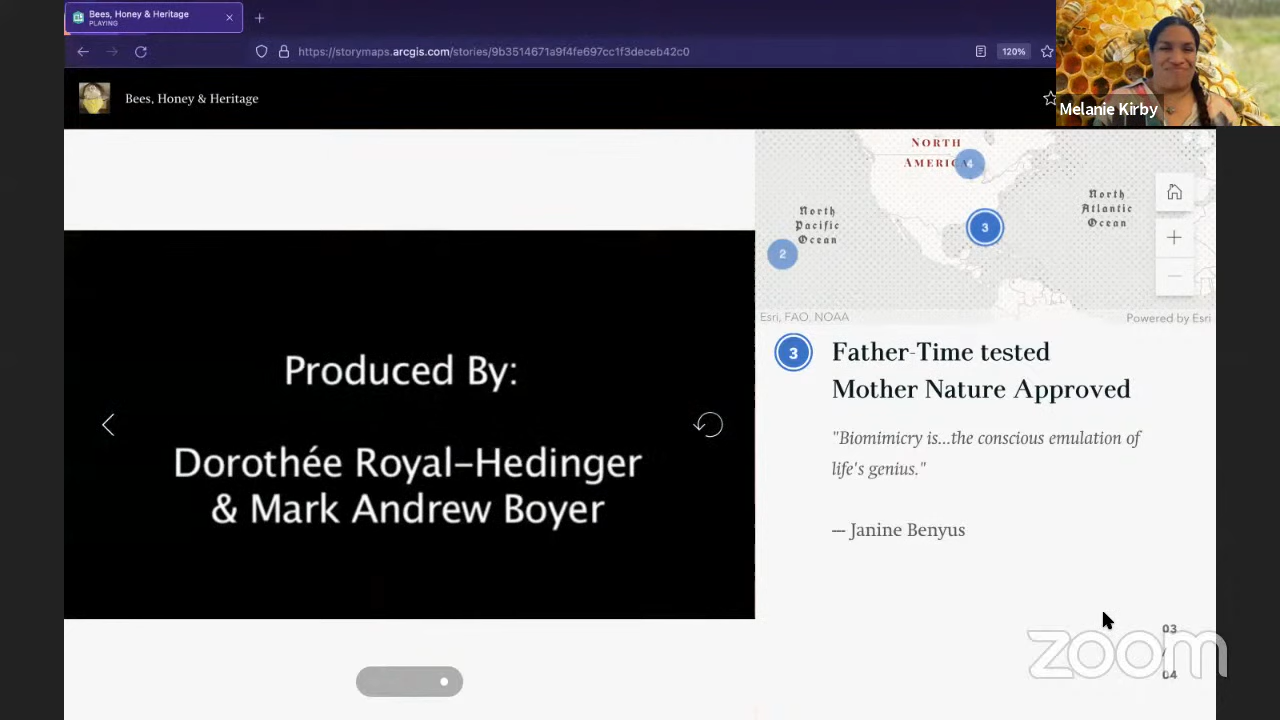 Bees, Honey & Heritage
PLAYING
https://storymaps.arcgis.com/stories/9b3514671a9f4fe697cc1f3deceb42c0
120%
Bees, Honey & Heritage
Melanie Kirby
NORTH
AMERICA
4
North
Pacific
Ocean
North
Atlantic
Ocean
3
2
Esri, FAO, NOAA
Powered by Esri
Produced By:
Dorothée Royal-Hedinger
& Mark Andrew Boyer
3
Father-Time tested
Mother Nature Approved
"Biomimicry is...the conscious emulation of
life's genius."
— Janine Benyus
03
/
04
zoom